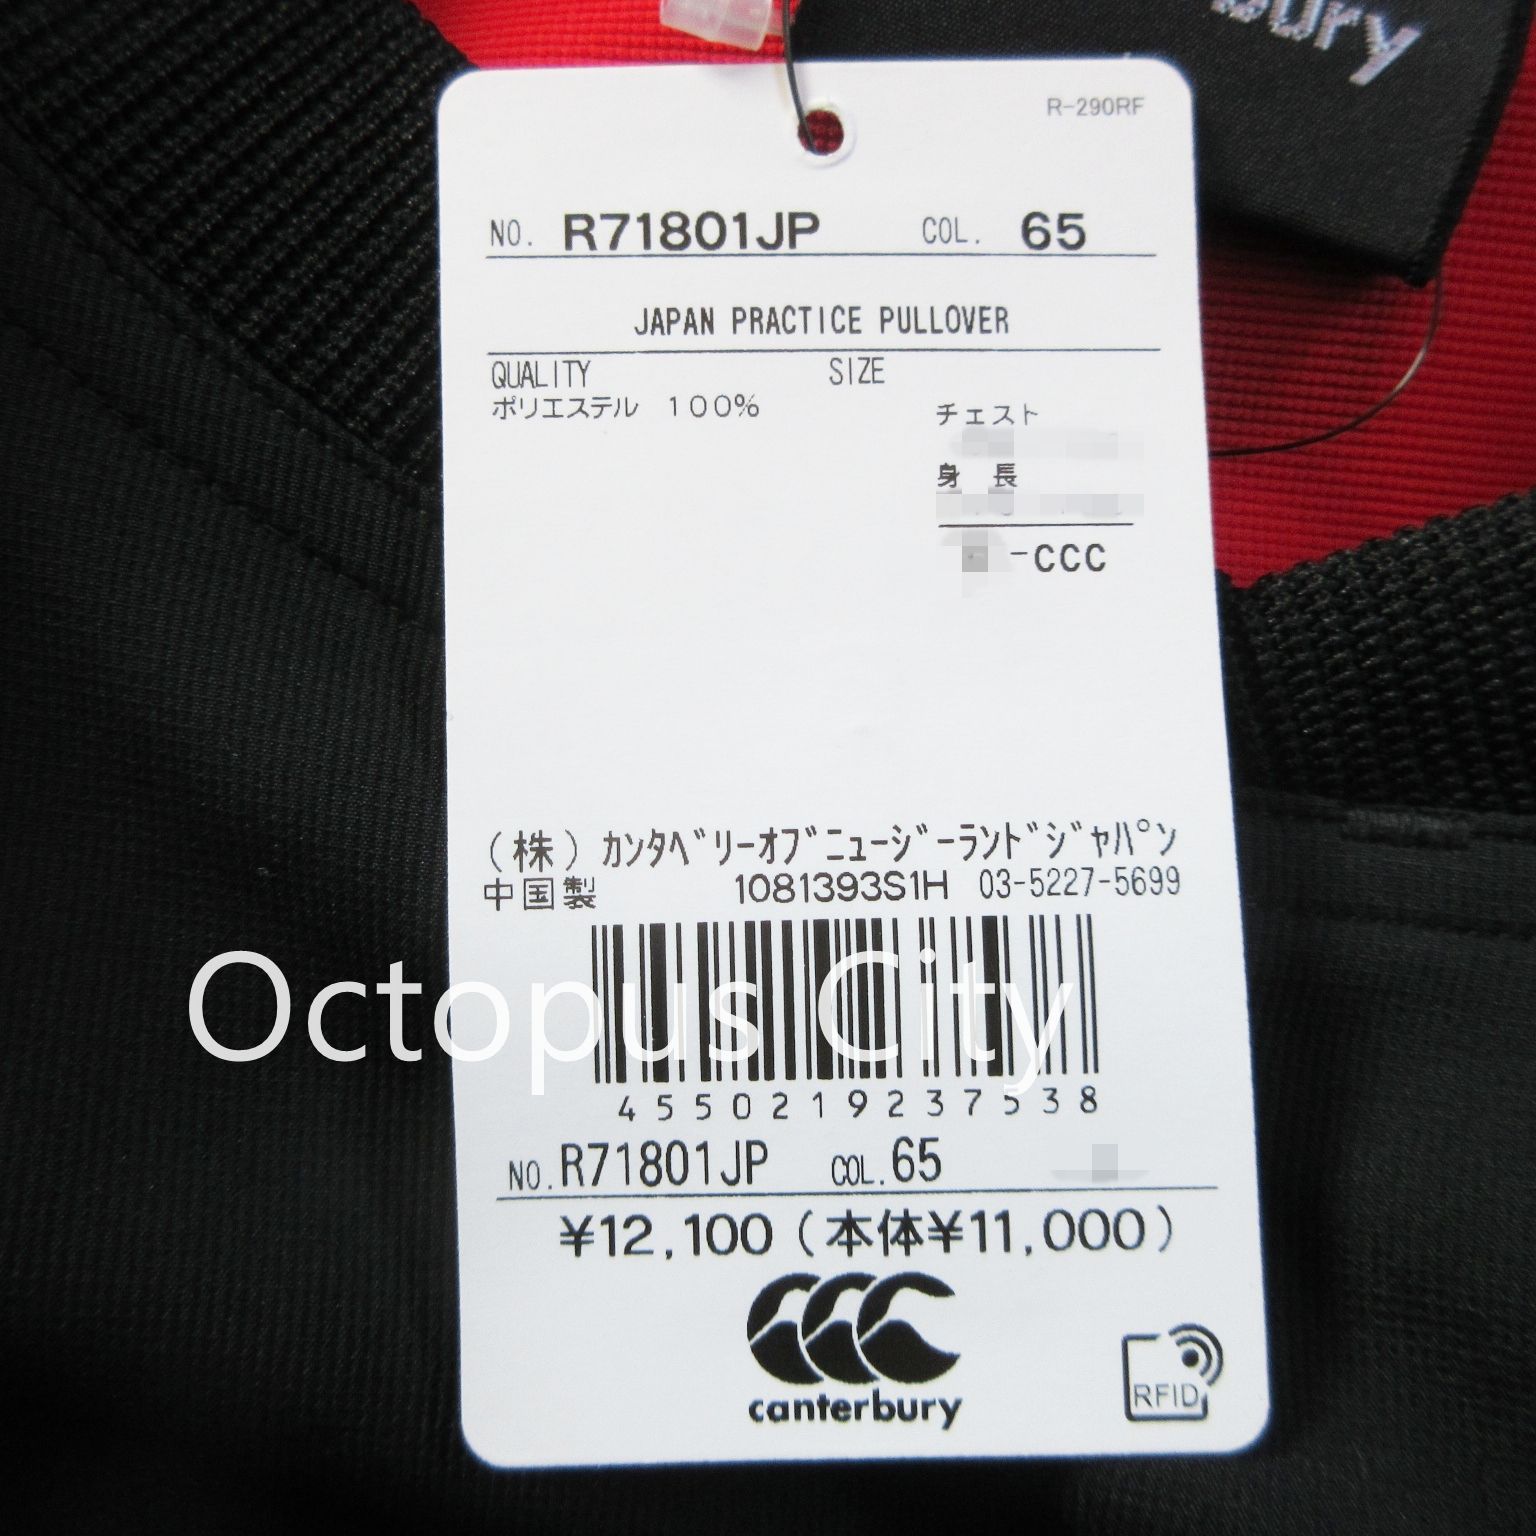 bury
R-290RF
NO. R71801JP COL. 65
JAPAN PRACTICE PULLOVER
QUALITY SIZE
ポリエステル 100%
チェスト
身 長
-CCC
(株)カンタベリーオブニュージーランドジャパン
中国製 1081393S1H 03-5227-5699
Octopus City
4550219237538
NO. R71801JP COL. 65
¥12,100(本体¥11,000)
canterbury
RFID